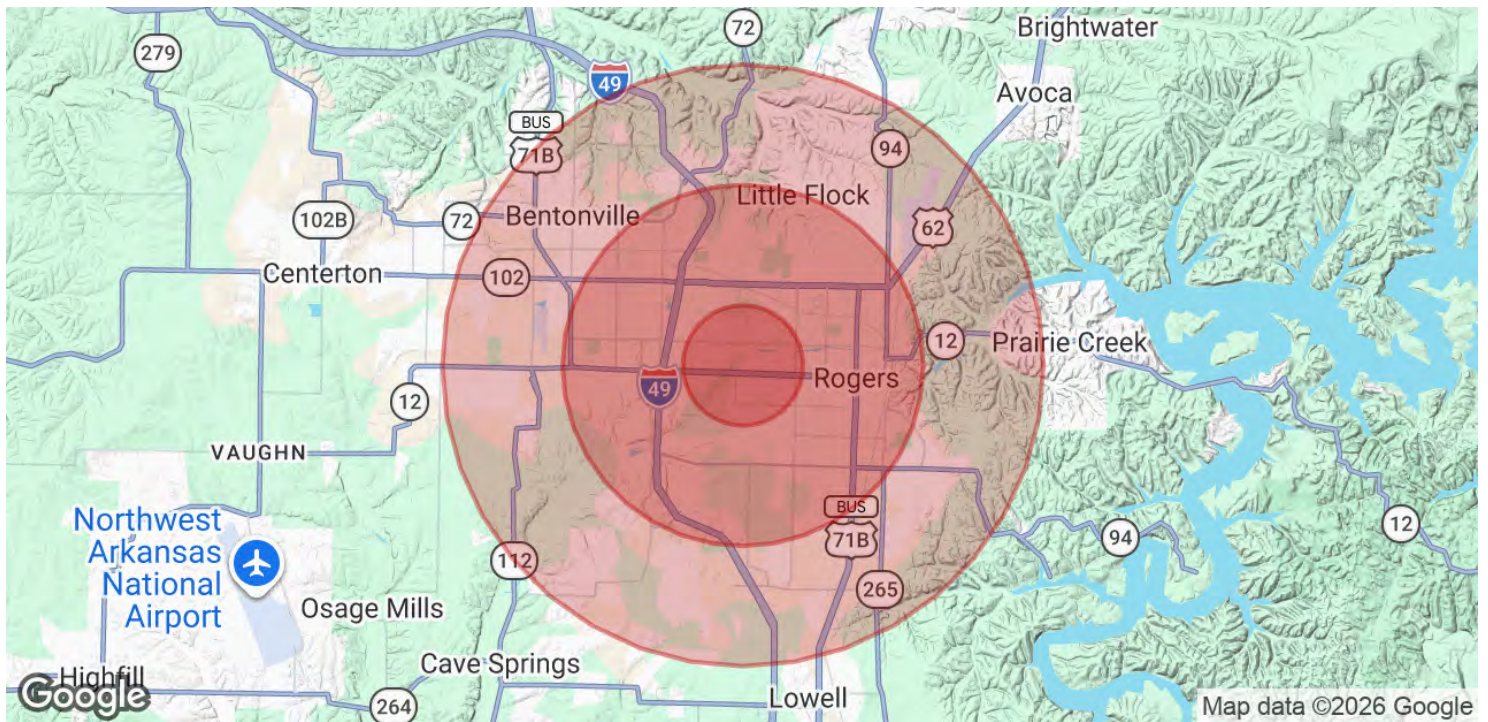 72
Brightwater
279
49
Avoca
BUS
71B
94
Little Flock
102B
72
Bentonville
62
Centerton
102
12
Prairie Creek
Rogers
49
12
VAUGHN
BUS
71B
Northwest
Arkansas
National
Airport
94
12
112
265
Osage Mills
Cave Springs
Highfill
Google
264
Lowell
Map data ©2026 Google